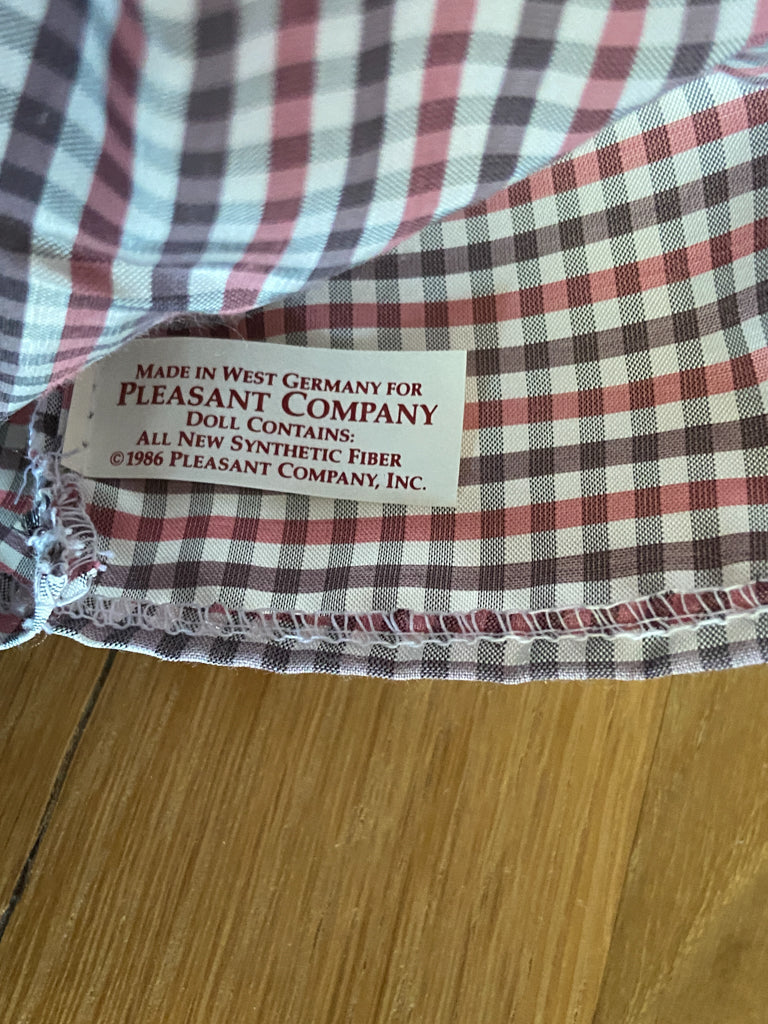 MADE IN WEST GERMANY FOR
PLEASANT COMPANY
DOLL CONTAINS:
ALL NEW SYNTHETIC FIBER
©1986 PLEASANT COMPANY, INC.